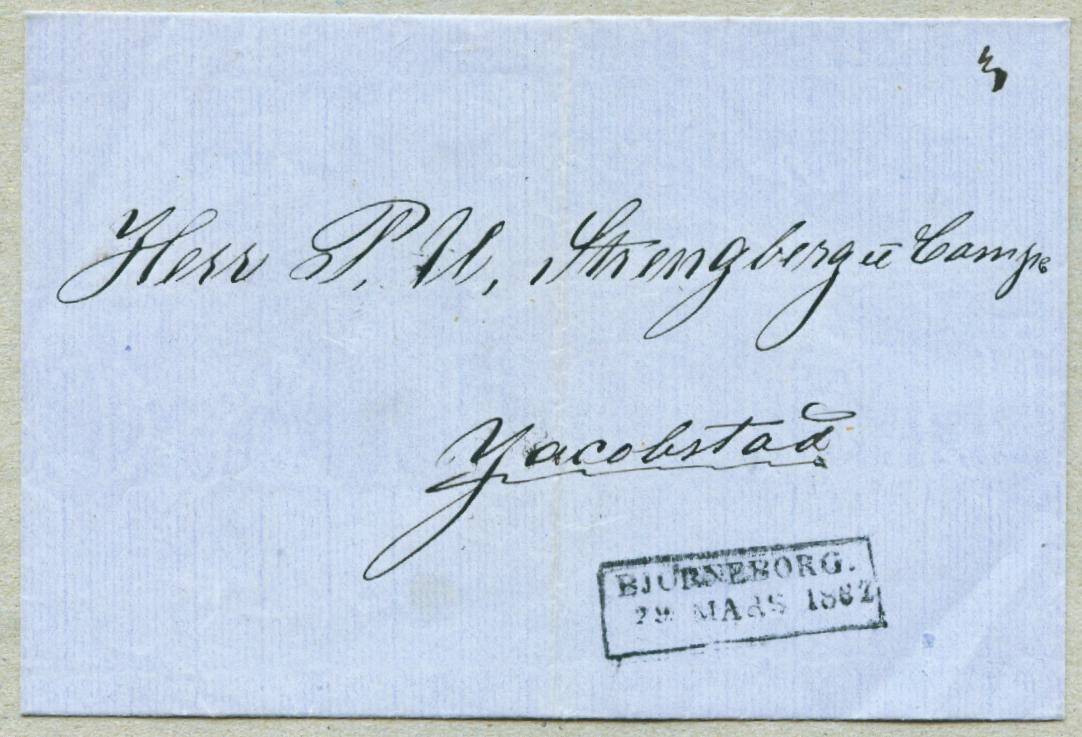 Herr P. U. Strengberg & Comp
Jacobstad
BJÖRNEBORG.
29 MARS 1862